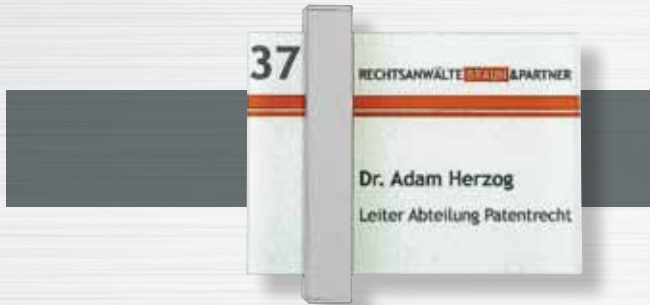 37
RECHTSANWÄLTE BRAUN &PARTNER
Dr. Adam Herzog
Leiter Abteilung Patentrecht